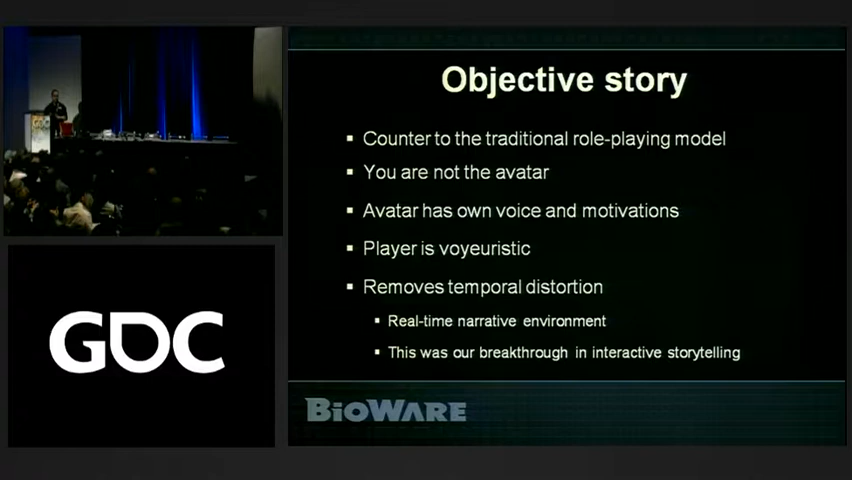 Objective story
Counter to the traditional role-playing model
You are not the avatar
Avatar has own voice and motivations
Player is voyeuristic
Removes temporal distortion
Real-time narrative environment
This was our breakthrough in interactive storytelling
BIOWARE
GDC
GDC